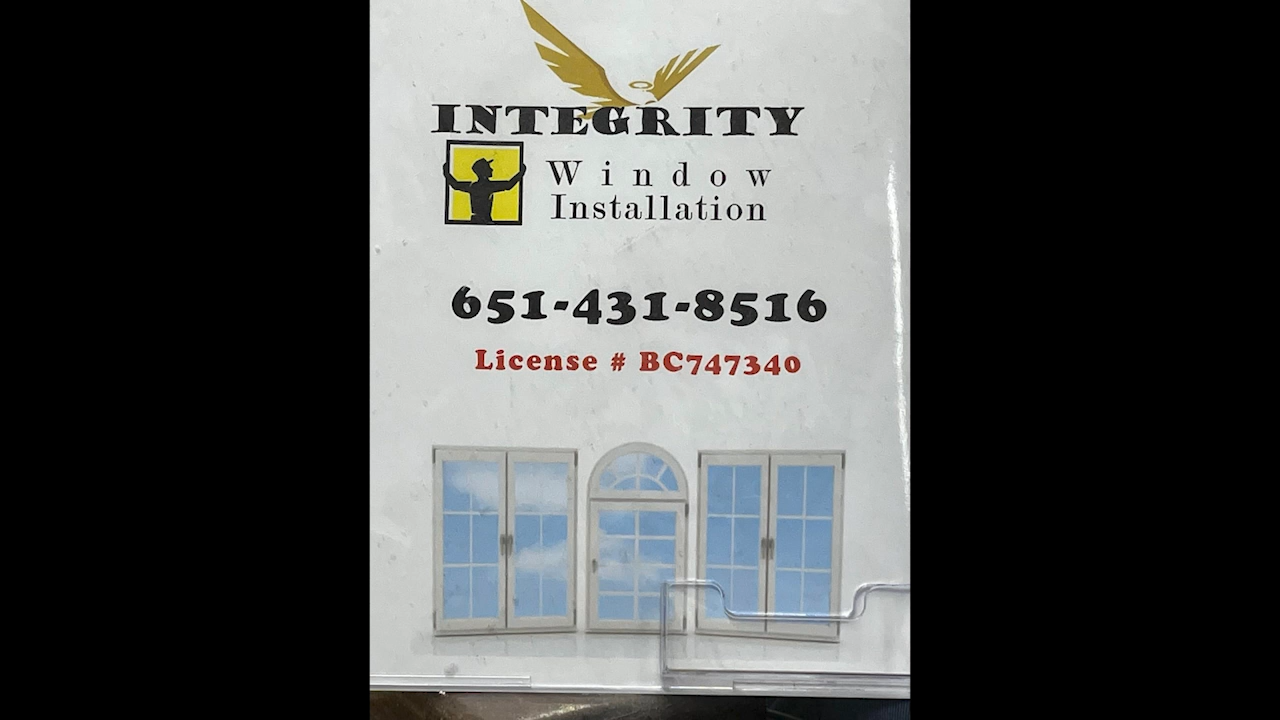 INTEGRITY
Window
Installation
651-431-8516
License # BC747340